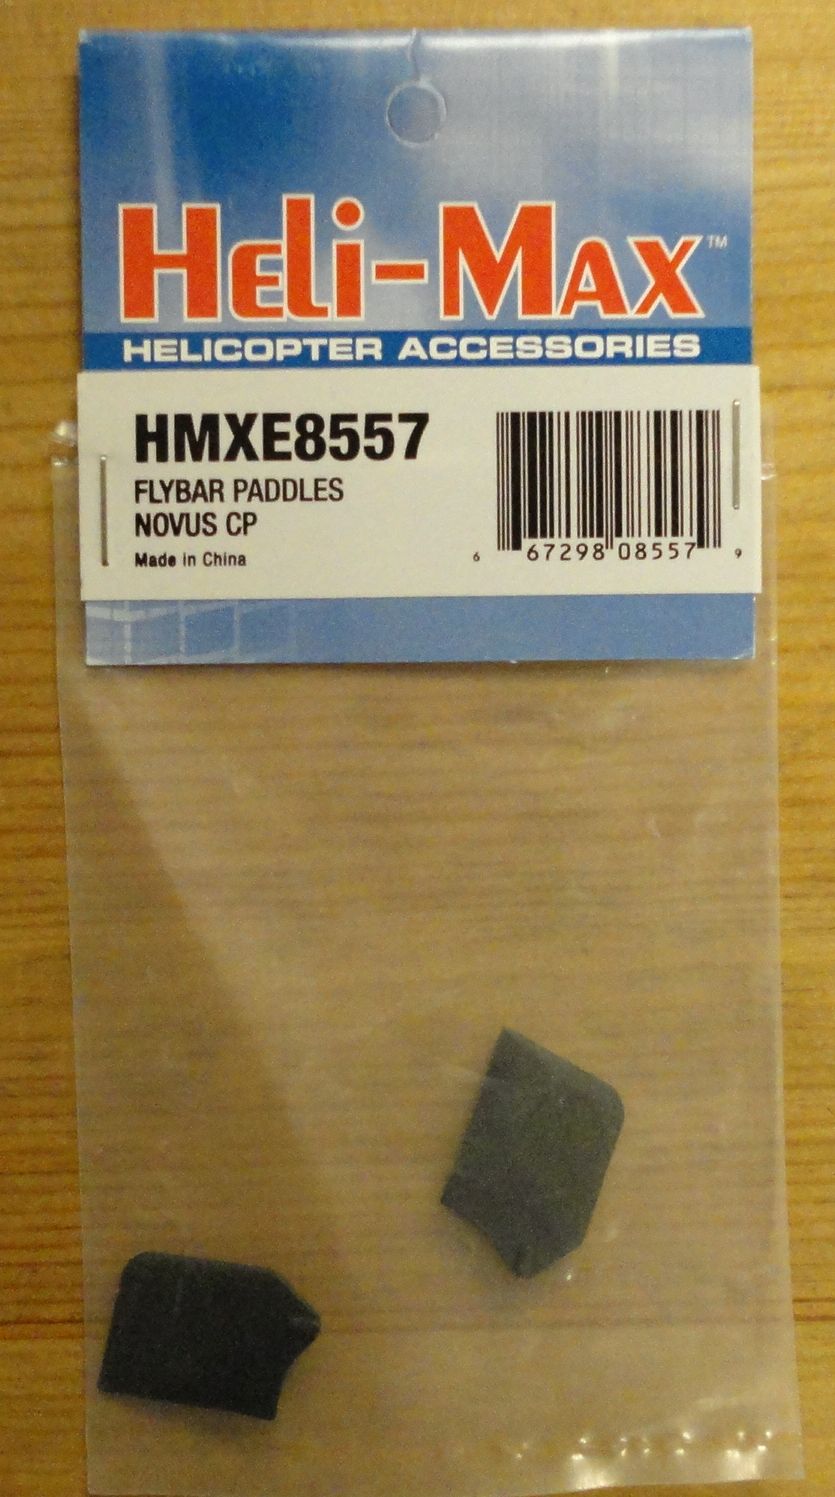 HELI-MAX™
HELICOPTER ACCESSORIES
HMXE8557
FLYBAR PADDLES
NOVUS CP
Made in China
6 67298 08557 9